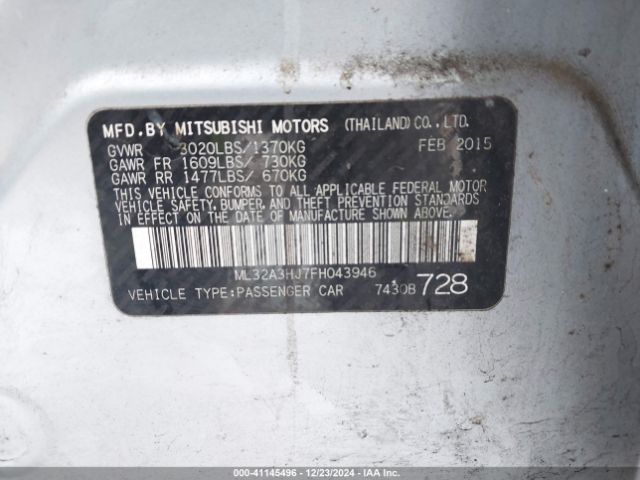 MFD.BY MITSUBISHI MOTORS (THAILAND)CO.,LTD.
GVWR 3020LBS/1370KG FEB 2015
GAWR FR 1609LBS/ 730KG
GAWR RR 1477LBS/ 670KG
THIS VEHICLE CONFORMS TO ALL APPLICABLE FEDERAL MOTOR
VEHICLE SAFETY, BUMPER, AND THEFT PREVENTION STANDARDS
IN EFFECT ON THE DATE OF MANUFACTURE SHOWN ABOVE.
ML32A3HJ7FH043946
VEHICLE TYPE:PASSENGER CAR 7430B 728
000-41145496 - 12/23/2024 - IAAI.com